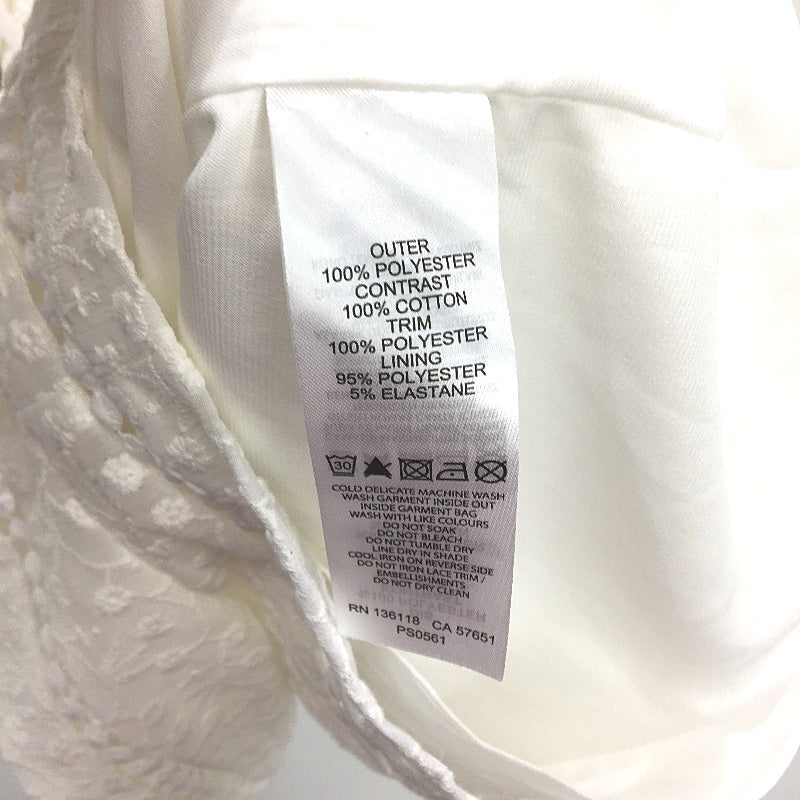 OUTER
100% POLYESTER
CONTRAST
100% COTTON
TRIM
100% POLYESTER
LINING
95% POLYESTER
5% ELASTANE
30
COLD DELICATE MACHINE WASH
WASH GARMENT INSIDE OUT
INSIDE GARMENT BAG
WASH WITH LIKE COLOURS
DO NOT SOAK
DO NOT BLEACH
DO NOT TUMBLE DRY
LINE DRY IN SHADE
COOL IRON ON REVERSE SIDE
DO NOT IRON LACE TRIM /
EMBELLISHMENTS
DO NOT DRY CLEAN
RN 136118 CA 57651
PS0561